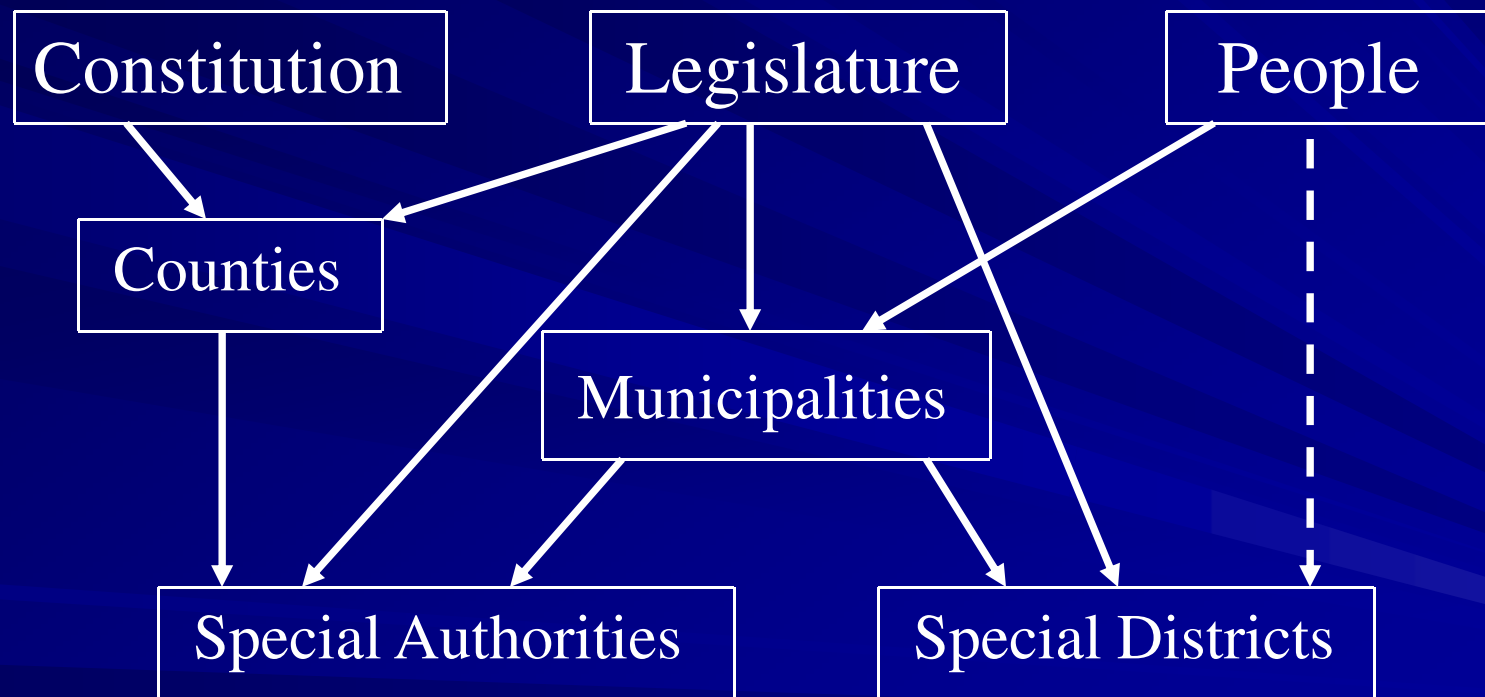 Constitution
Legislature
People
Counties
Municipalities
Special Authorities
Special Districts